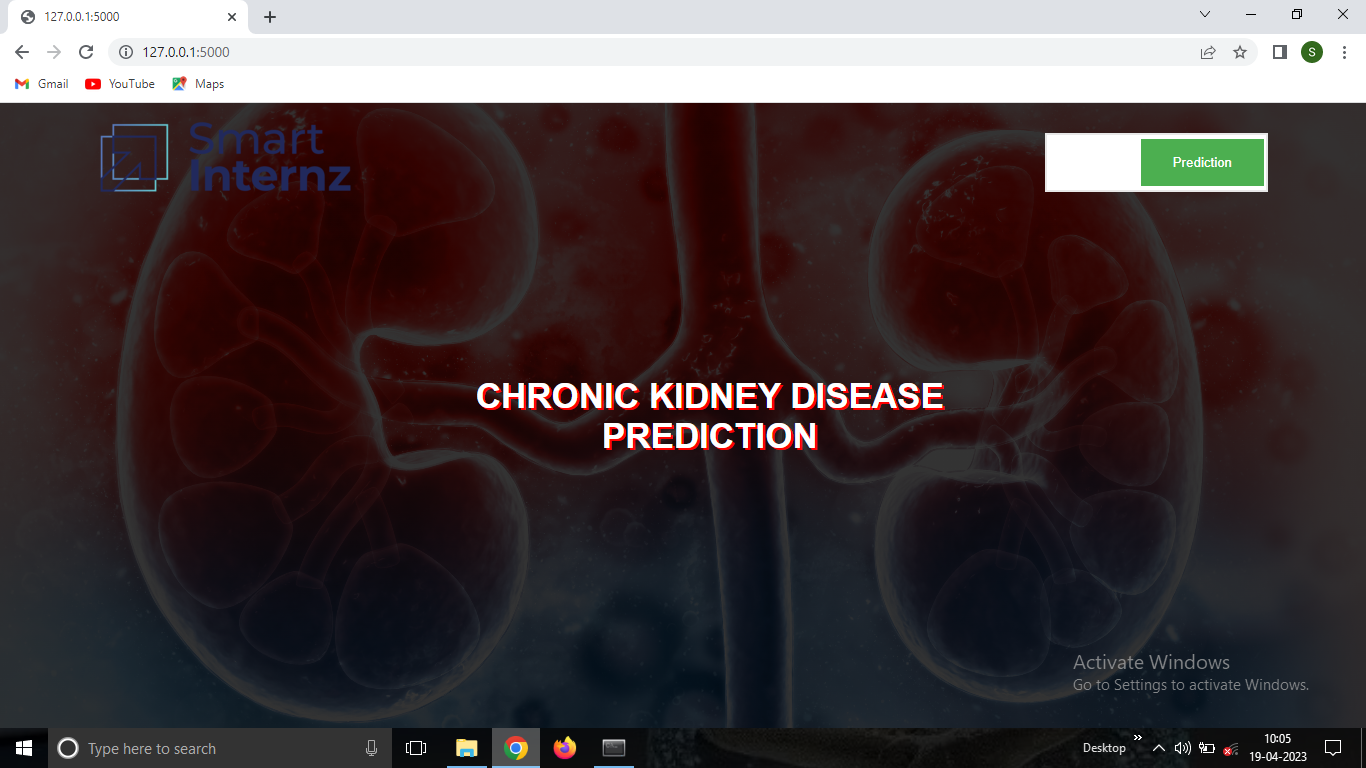 127.0.0.1:5000
127.0.0.1:5000
S
Gmail
YouTube
Maps
Smart
Internz
Prediction
CHRONIC KIDNEY DISEASE
PREDICTION
Activate Windows
Go to Settings to activate Windows.
Type here to search
Desktop
10:05
19-04-2023